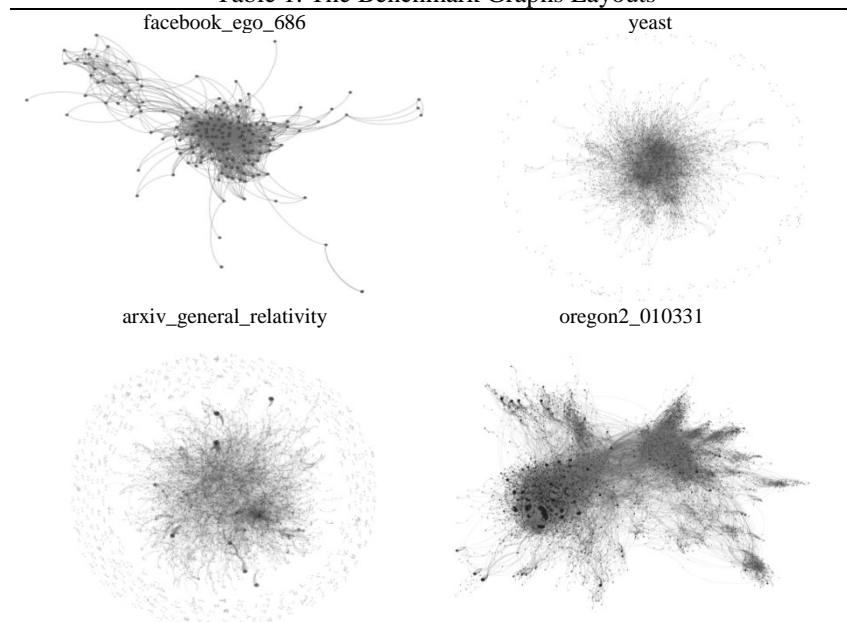 Table 1. The Benchmark Graphs Layouts
facebook_ego_686
yeast
arxiv_general_relativity
oregon2_010331